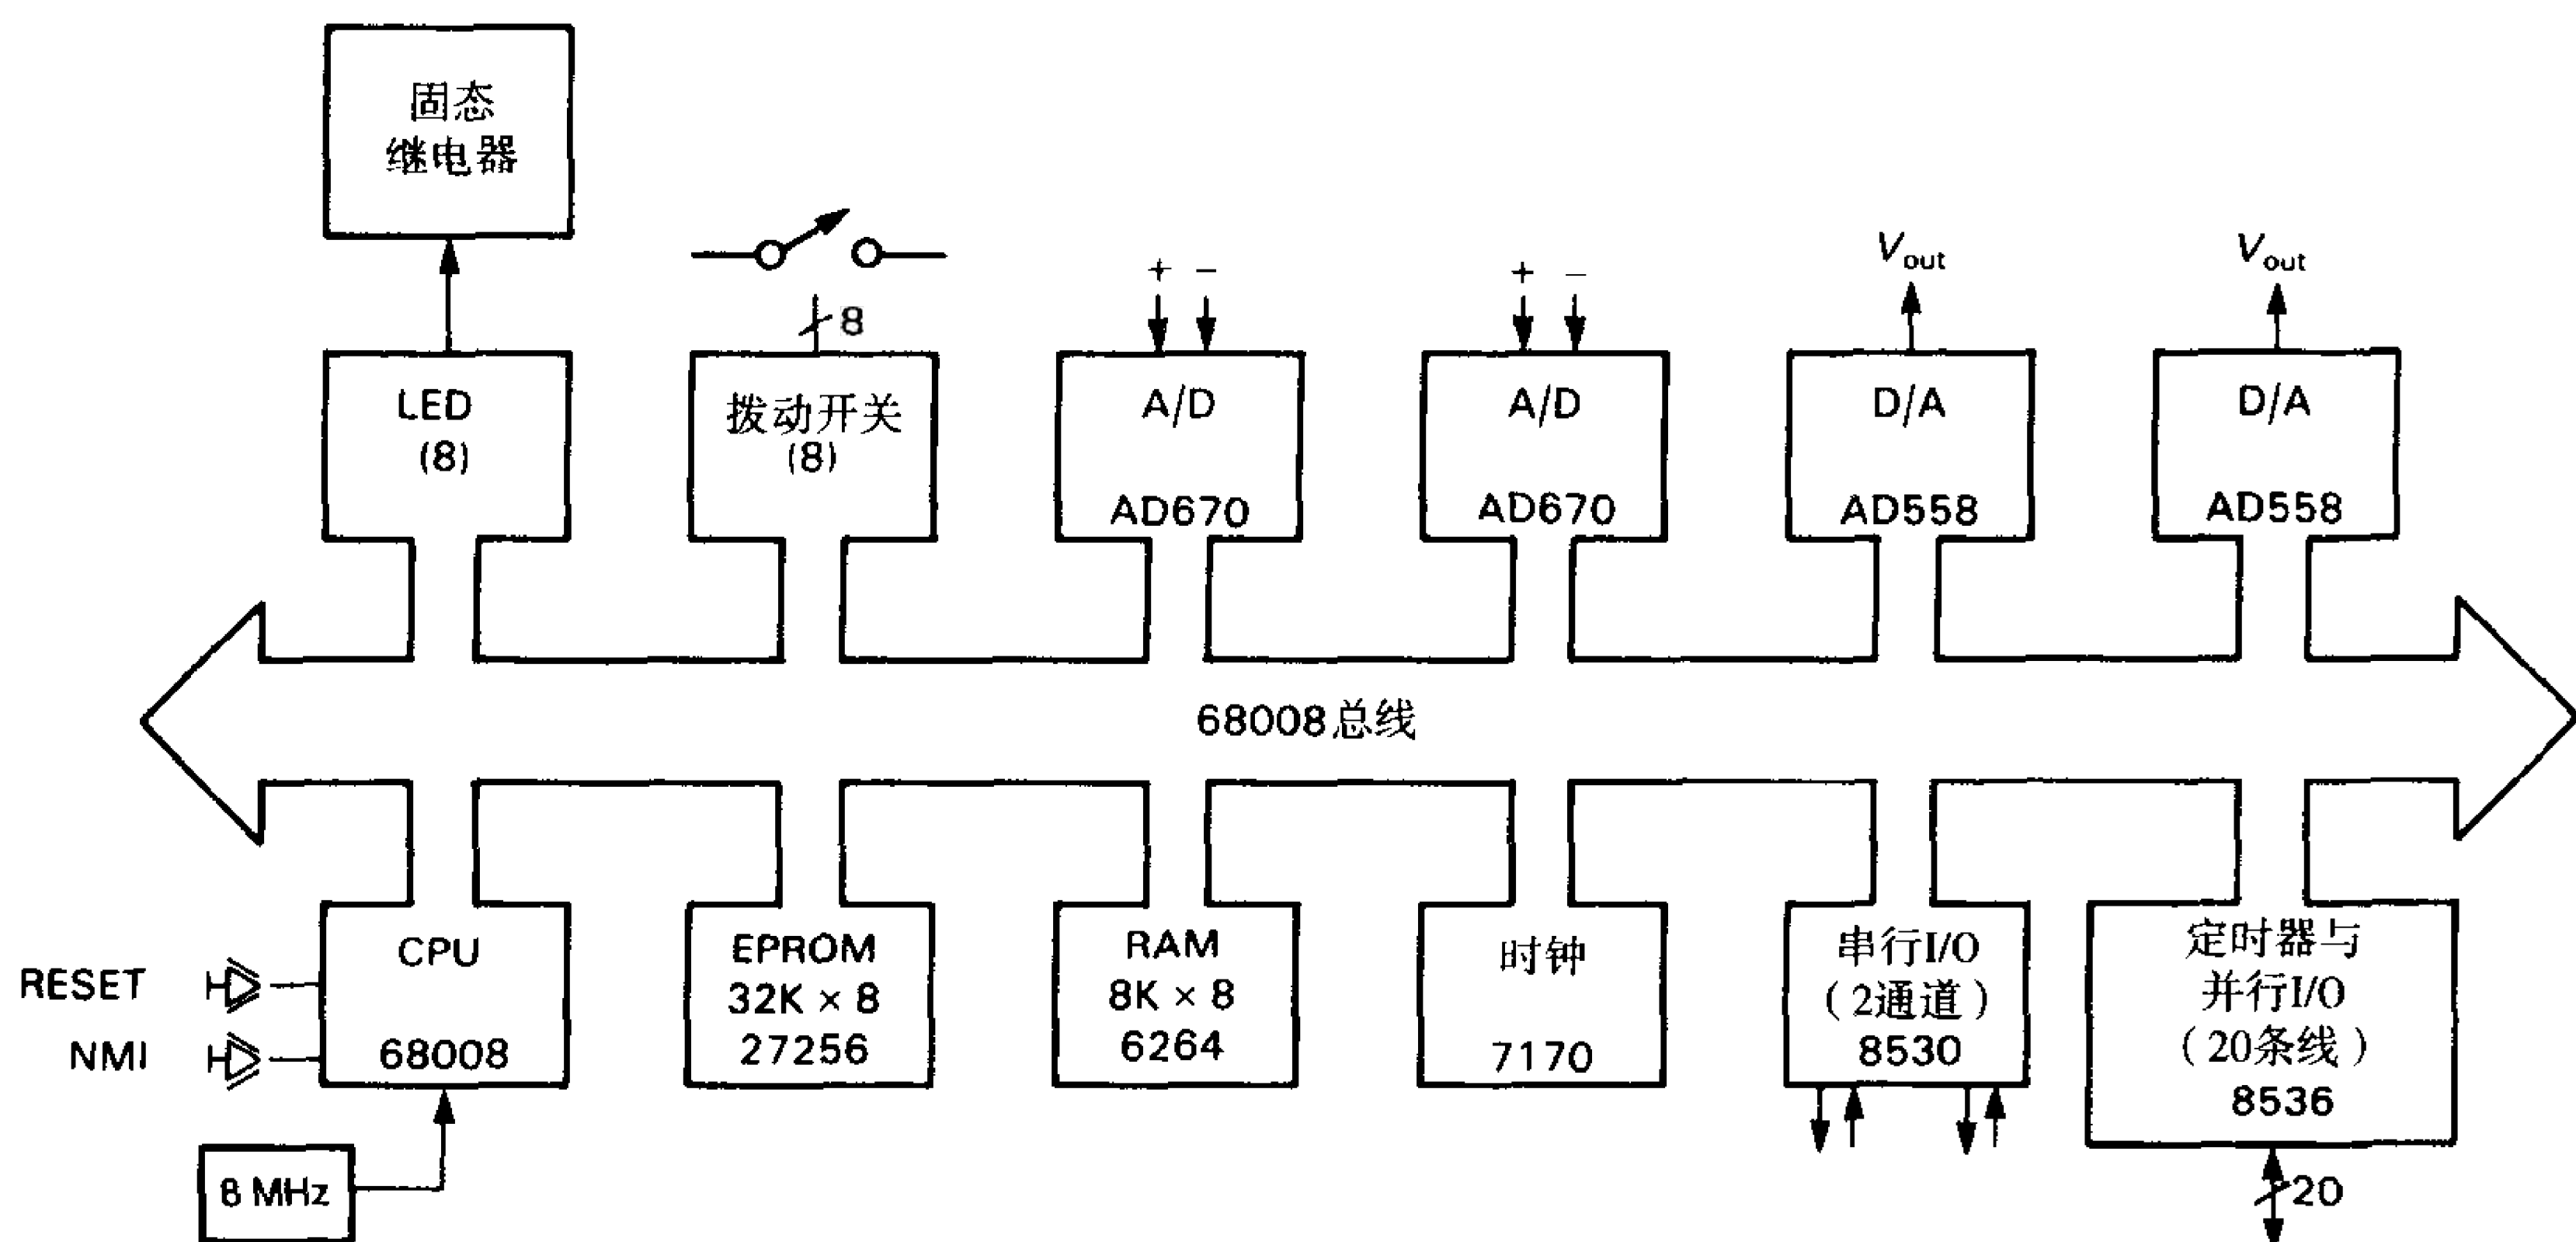 固态
继电器
8
+ −
+ −
Vout
Vout
LED
(8)
拨动开关
(8)
A/D
AD670
A/D
AD670
D/A
AD558
D/A
AD558
68008总线
RESET
NMI
CPU
68008
8 MHz
EPROM
32K × 8
27256
RAM
8K × 8
6264
时钟
7170
串行I/O
（2通道）
8530
定时器与
并行I/O
（20条线）
8536
20